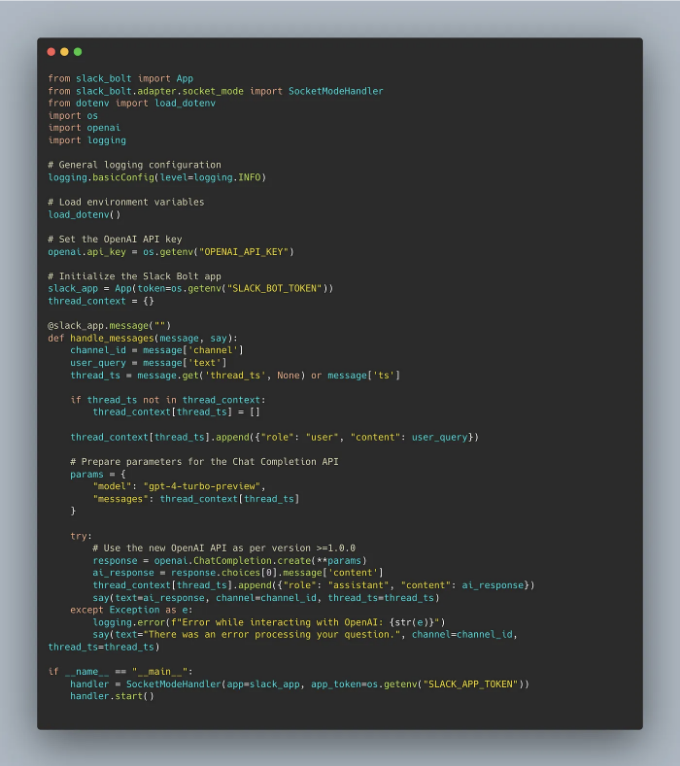 from slack_bolt import App
from slack_bolt.adapter.socket_mode import SocketModeHandler
from dotenv import load_dotenv
import os
import openai
import logging

# General logging configuration
logging.basicConfig(level=logging.INFO)

# Load environment variables
load_dotenv()

# Set the OpenAI API key
openai.api_key = os.getenv("OPENAI_API_KEY")

# Initialize the Slack Bolt app
slack_app = App(token=os.getenv("SLACK_BOT_TOKEN"))
thread_context = {}

@slack_app.message("")
def handle_messages(message, say):
    channel_id = message['channel']
    user_query = message['text']
    thread_ts = message.get('thread_ts', None) or message['ts']

    if thread_ts not in thread_context:
        thread_context[thread_ts] = []

    thread_context[thread_ts].append({"role": "user", "content": user_query})

    # Prepare parameters for the Chat Completion API
    params = {
        "model": "gpt-4-turbo-preview",
        "messages": thread_context[thread_ts]
    }

    try:
        # Use the new OpenAI API as per version >=1.0.0
        response = openai.ChatCompletion.create(**params)
        ai_response = response.choices[0].message['content']
        thread_context[thread_ts].append({"role": "assistant", "content": ai_response})
        say(text=ai_response, channel=channel_id, thread_ts=thread_ts)
    except Exception as e:
        logging.error(f"Error while interacting with OpenAI: {str(e)}")
        say(text="There was an error processing your question.", channel=channel_id,
thread_ts=thread_ts)

if __name__ == "__main__":
    handler = SocketModeHandler(app=slack_app, app_token=os.getenv("SLACK_APP_TOKEN"))
    handler.start()